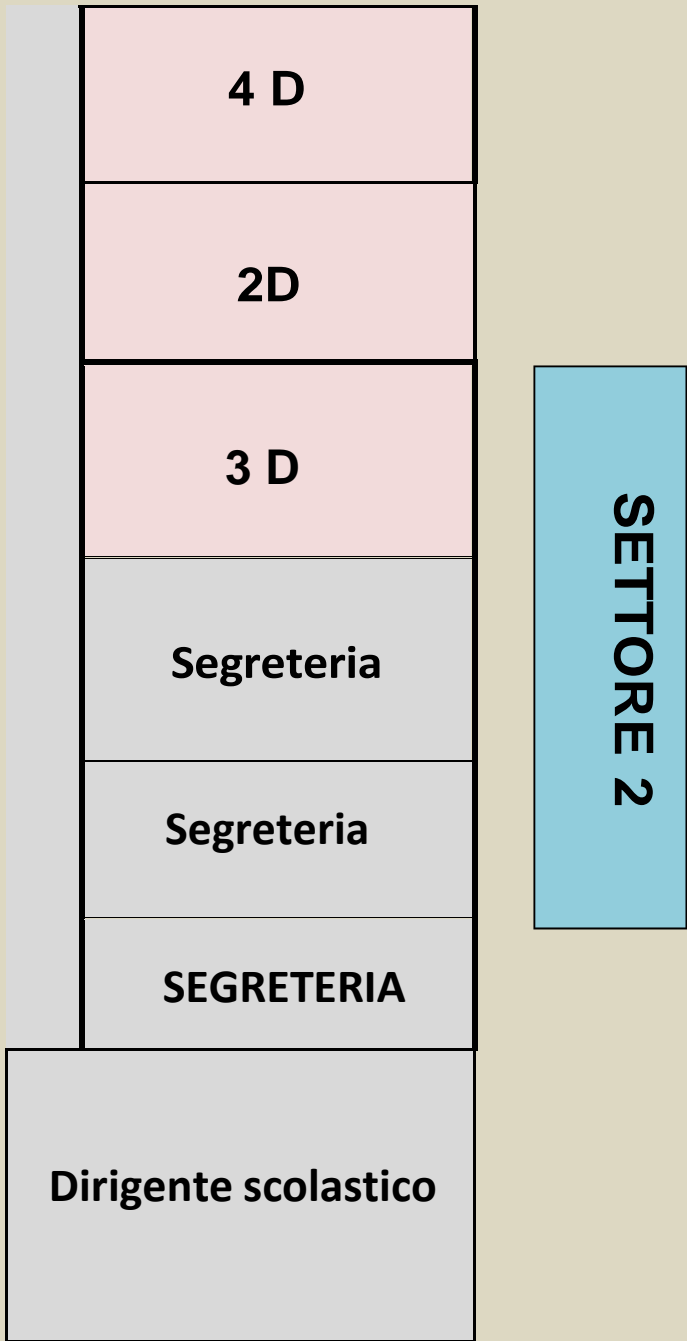 4 D
2D
3 D
Segreteria
Segreteria
SEGRETERIA
Dirigente scolastico
SETTORE 2